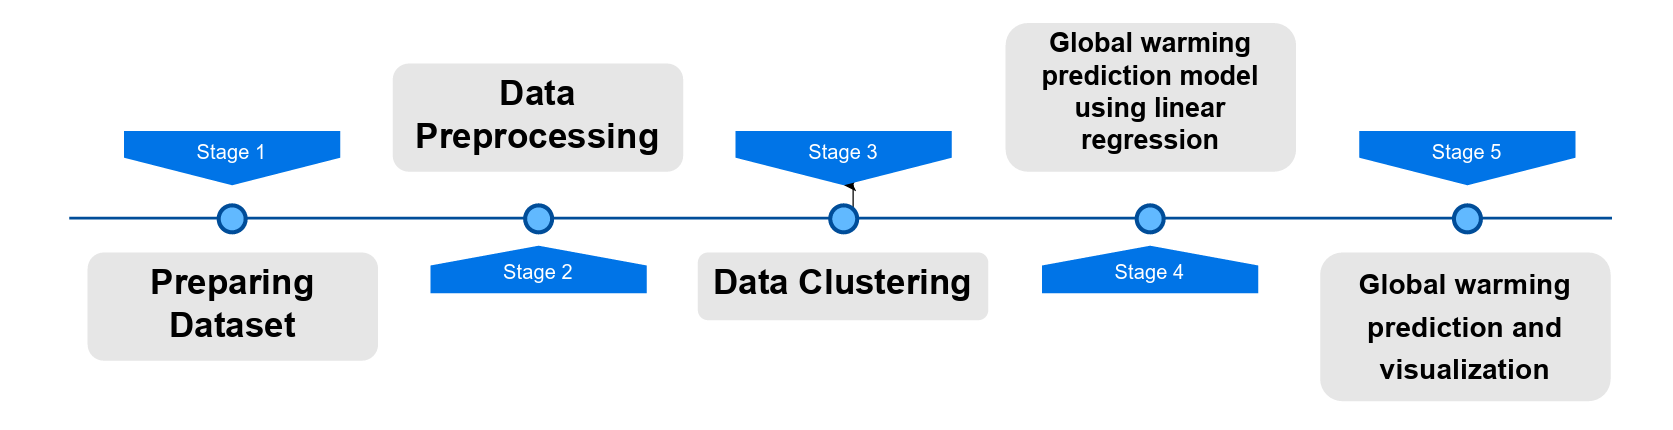 Stage 1
Preparing
Dataset
Data
Preprocessing
Stage 2
Stage 3
Data Clustering
Global warming
prediction model
using linear
regression
Stage 4
Stage 5
Global warming
prediction and
visualization